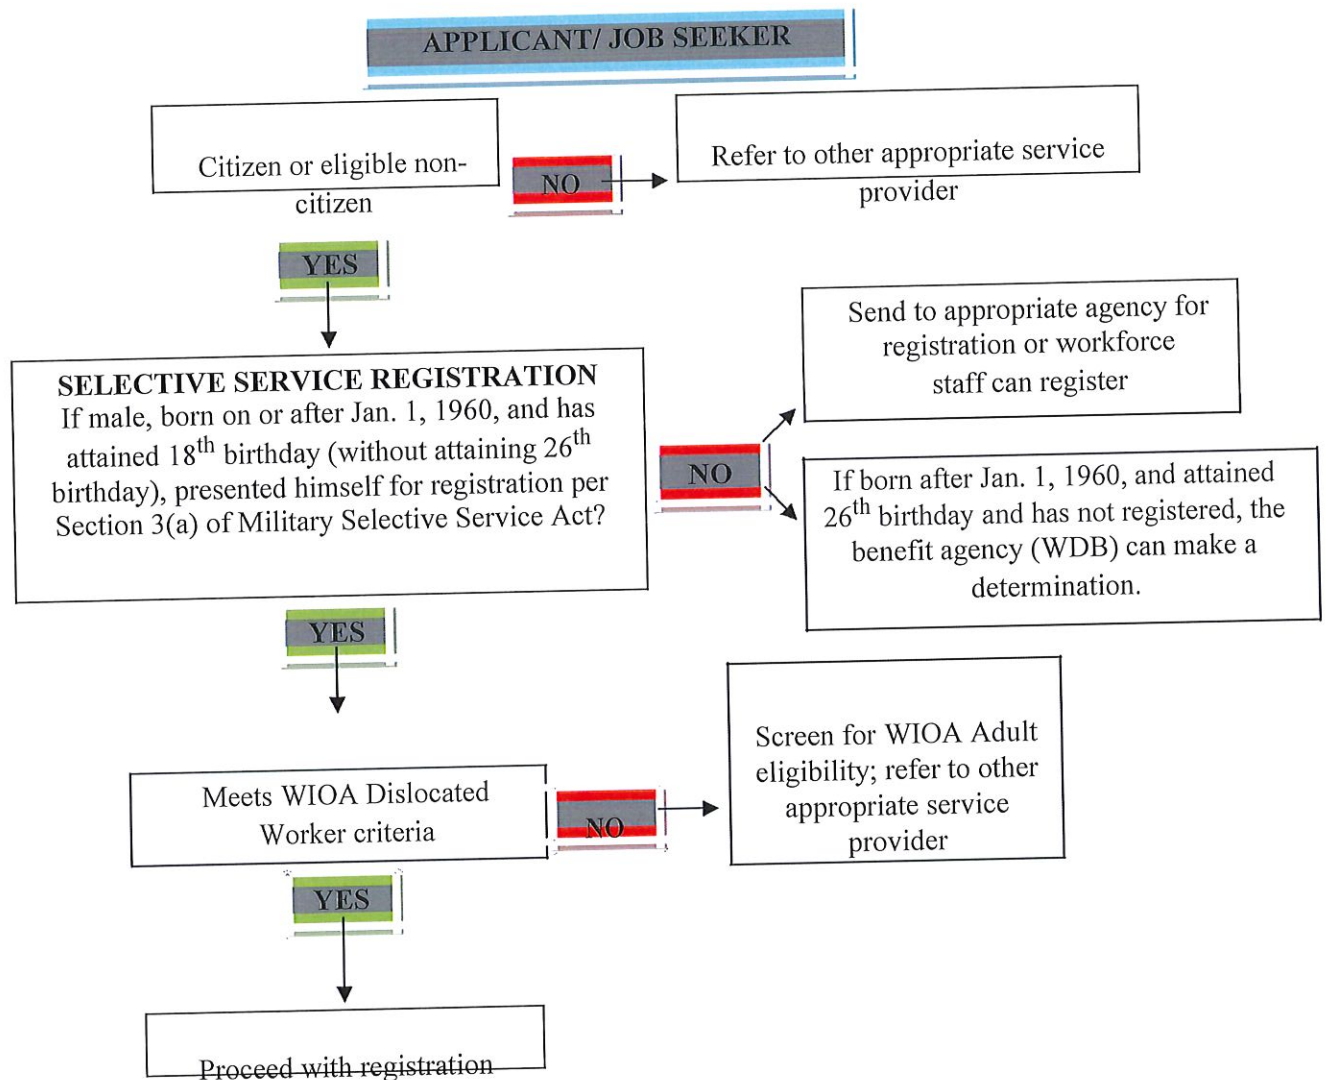 APPLICANT/ JOB SEEKER
Citizen or eligible non-
citizen
NO
Refer to other appropriate service
provider
YES
SELECTIVE SERVICE REGISTRATION
If male, born on or after Jan. 1, 1960, and has
attained 18th birthday (without attaining 26th
birthday), presented himself for registration per
Section 3(a) of Military Selective Service Act?
NO
Send to appropriate agency for
registration or workforce
staff can register
If born after Jan. 1, 1960, and attained
26th birthday and has not registered, the
benefit agency (WDB) can make a
determination.
YES
Meets WIOA Dislocated
Worker criteria
NO
Screen for WIOA Adult
eligibility; refer to other
appropriate service
provider
YES
Proceed with registration